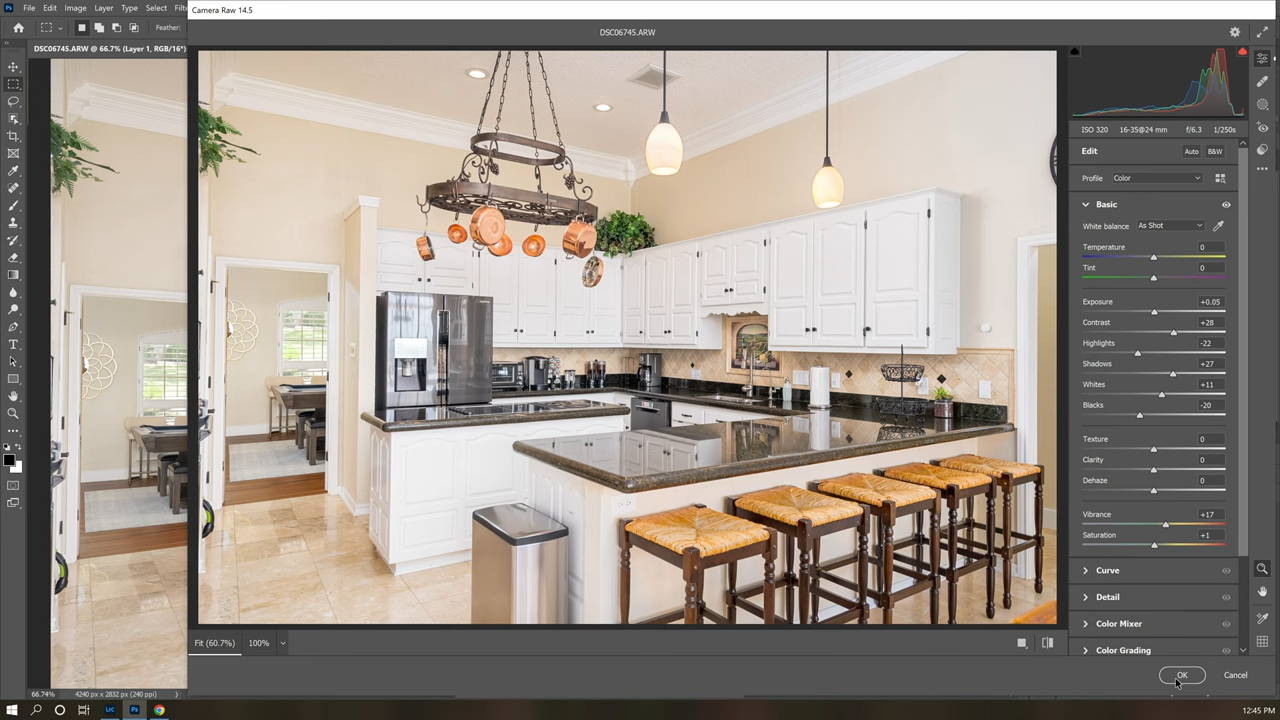 File Edit Image Layer Type Select
Camera Raw 14.5
Feather:
DSC06745.ARW @ 66.7% (Layer 1, RGB/16*)
DSC06745.ARW
ISO 320 16-35@24 mm f/6.3 1/250s
Edit Auto B&W
Profile Color
Basic
White balance As Shot
Temperature 0
Tint 0
Exposure +0.05
Contrast +28
Highlights -22
Shadows +27
Whites +11
Blacks -20
Texture 0
Clarity 0
Dehaze 0
Vibrance +17
Saturation +1
Curve
Detail
Color Mixer
Color Grading
Fit (60.7%) 100%
OK Cancel
66.74% 4240 px x 2832 px (240 ppi)
LrC Ps
12:45 PM